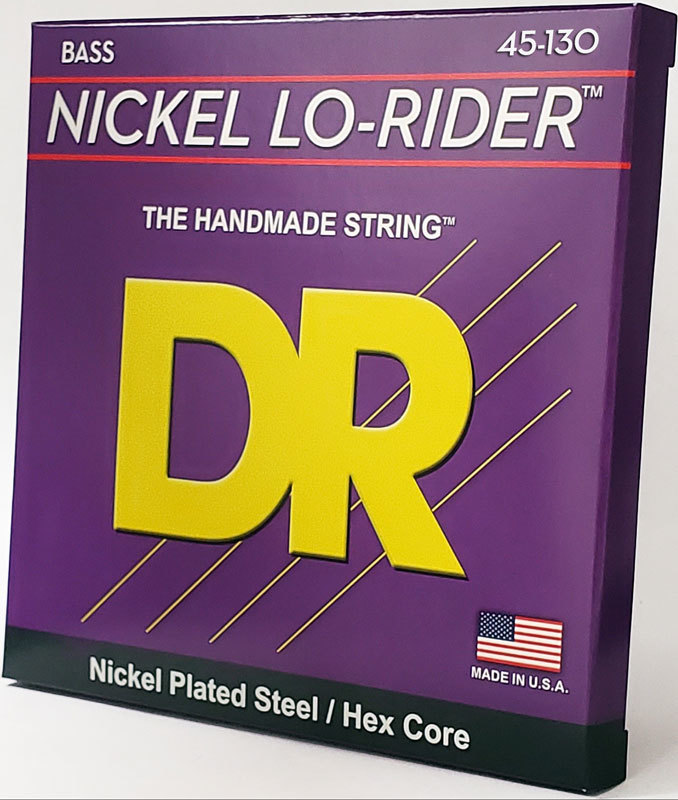 BASS 45-130
NICKEL LO-RIDER™
THE HANDMADE STRING™
DR
MADE IN U.S.A.
Nickel Plated Steel / Hex Core